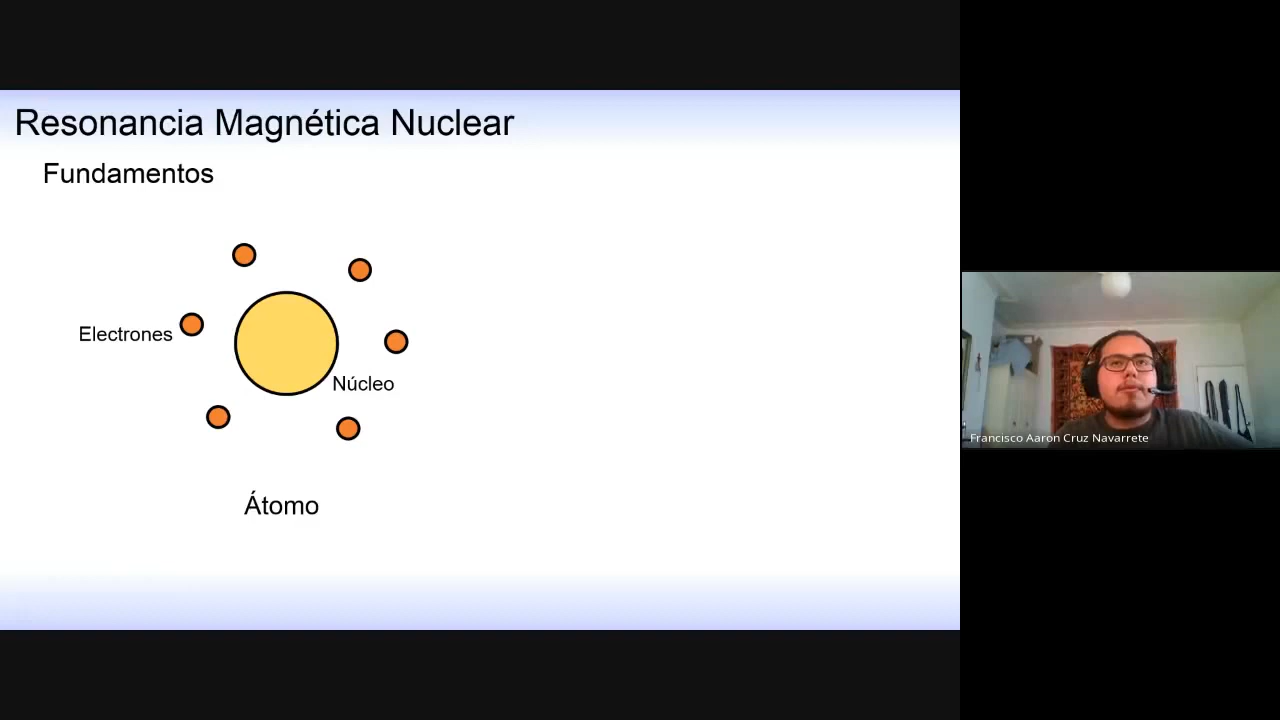 Resonancia Magnética Nuclear
Fundamentos
Electrones
Núcleo
Átomo
Francisco Aaron Cruz Navarrete